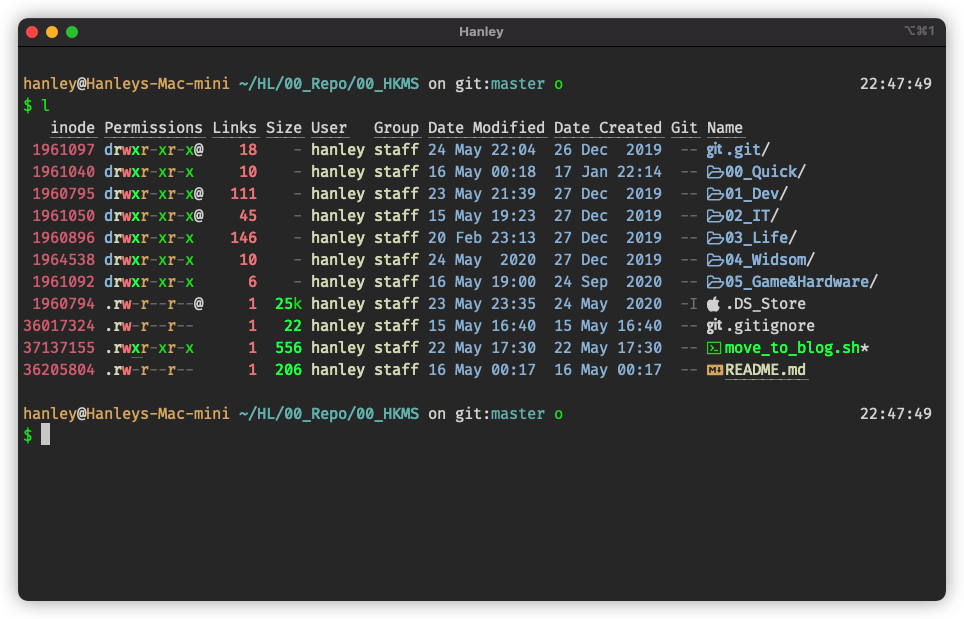 Hanley
⌥⌘1
hanley@Hanleys-Mac-mini ~/HL/00_Repo/00_HKMS on git:master o 22:47:49
$ l
inode Permissions Links Size User Group Date Modified Date Created Git Name
1961097 drwxr-xr-x@ 18 - hanley staff 24 May 22:04 26 Dec 2019 -- git .git/
1961040 drwxr-xr-x 10 - hanley staff 16 May 00:18 17 Jan 22:14 -- 00_Quick/
1960795 drwxr-xr-x@ 111 - hanley staff 23 May 21:39 27 Dec 2019 -- 01_Dev/
1961050 drwxr-xr-x@ 45 - hanley staff 15 May 19:23 27 Dec 2019 -- 02_IT/
1960896 drwxr-xr-x 146 - hanley staff 20 Feb 23:13 27 Dec 2019 -- 03_Life/
1964538 drwxr-xr-x 10 - hanley staff 24 May 2020 27 Dec 2019 -- 04_Widsom/
1961092 drwxr-xr-x 6 - hanley staff 16 May 19:00 24 Sep 2020 -- 05_Game&Hardware/
1960794 .rw-r--r--@ 1 25k hanley staff 23 May 23:35 24 May 2020 -I .DS_Store
36017324 .rw-r--r-- 1 22 hanley staff 15 May 16:40 15 May 16:40 -- git .gitignore
37137155 .rwxr-xr-x 1 556 hanley staff 22 May 17:30 22 May 17:30 -- move_to_blog.sh*
36205804 .rw-r--r-- 1 206 hanley staff 16 May 00:17 16 May 00:17 -- README.md
hanley@Hanleys-Mac-mini ~/HL/00_Repo/00_HKMS on git:master o 22:47:49
$